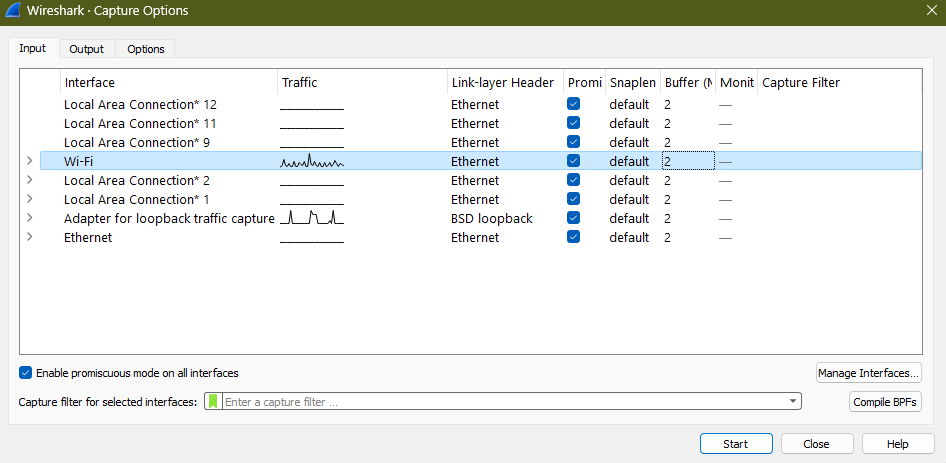 Wireshark · Capture Options
Input Output Options
Interface Traffic Link-layer Header Promi Snaplen Buffer (M Monit Capture Filter
Local Area Connection* 12 Ethernet default 2 —
Local Area Connection* 11 Ethernet default 2 —
Local Area Connection* 9 Ethernet default 2 —
Wi-Fi Ethernet default 2 —
Local Area Connection* 2 Ethernet default 2 —
Local Area Connection* 1 Ethernet default 2 —
Adapter for loopback traffic capture BSD loopback default 2 —
Ethernet Ethernet default 2 —
Enable promiscuous mode on all interfaces Manage Interfaces...
Capture filter for selected interfaces: Enter a capture filter ... Compile BPFs
Start Close Help